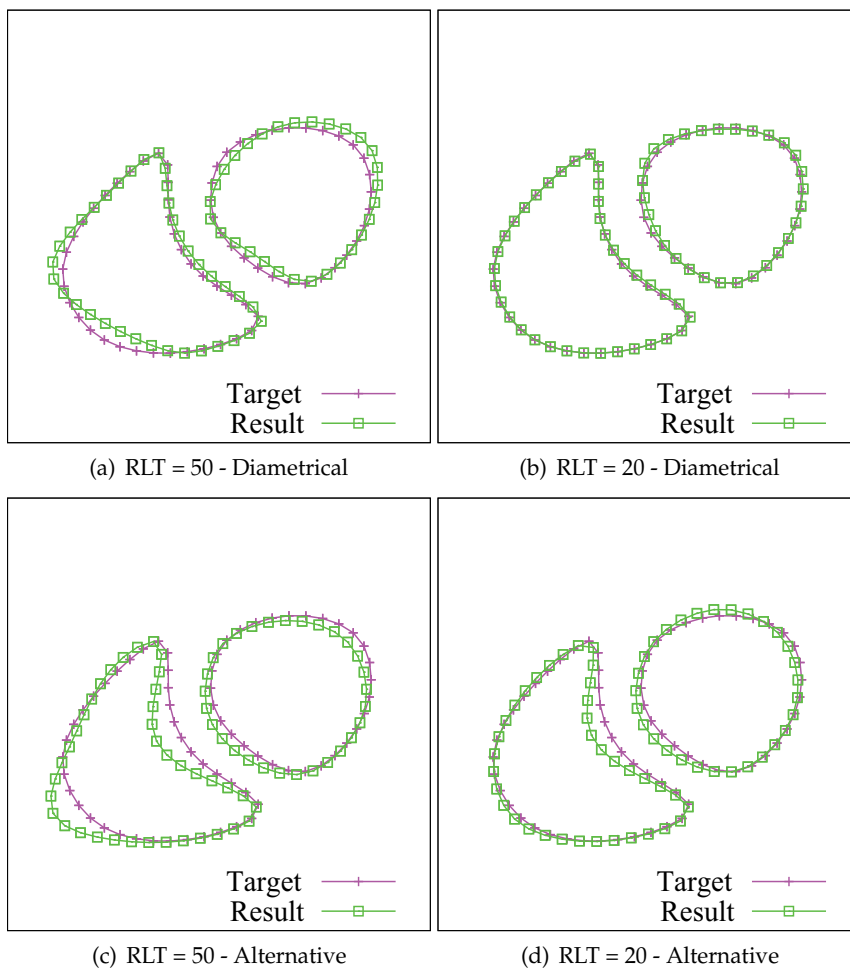 Target
Result
(a) RLT = 50 - Diametrical
Target
Result
(b) RLT = 20 - Diametrical
Target
Result
(c) RLT = 50 - Alternative
Target
Result
(d) RLT = 20 - Alternative